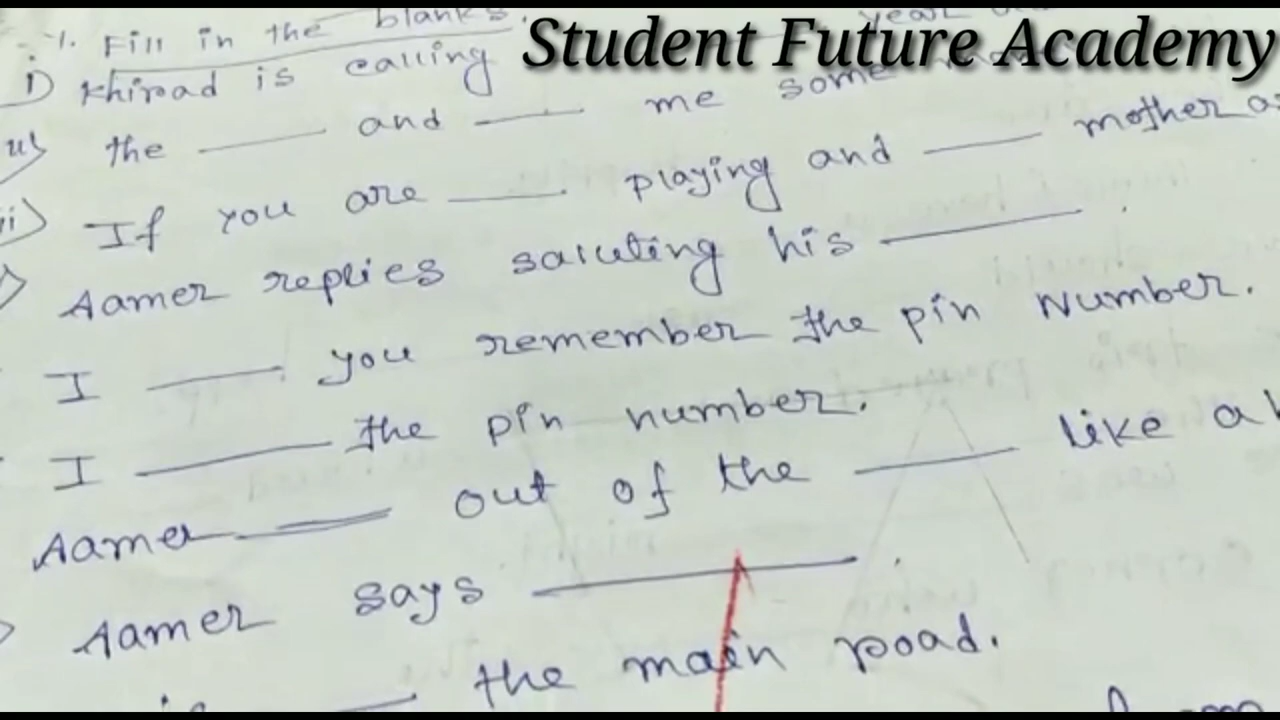 Student Future Academy
1. Fill in the blanks.
i) Khirad is calling
ii) the ____ and ____ me some
iii) If you are ____ playing and ____ mother
Aamer replies saluting his ____.
I ____ you remember the pin Number.
I ____ the pin number.
Aamer ____ out of the ____ like a
Aamer says ____.
is ____ the main road.